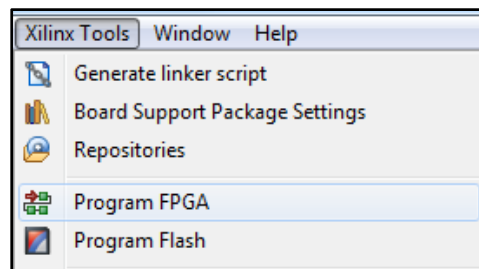 Xilinx Tools Window Help
Generate linker script
Board Support Package Settings
Repositories
Program FPGA
Program Flash